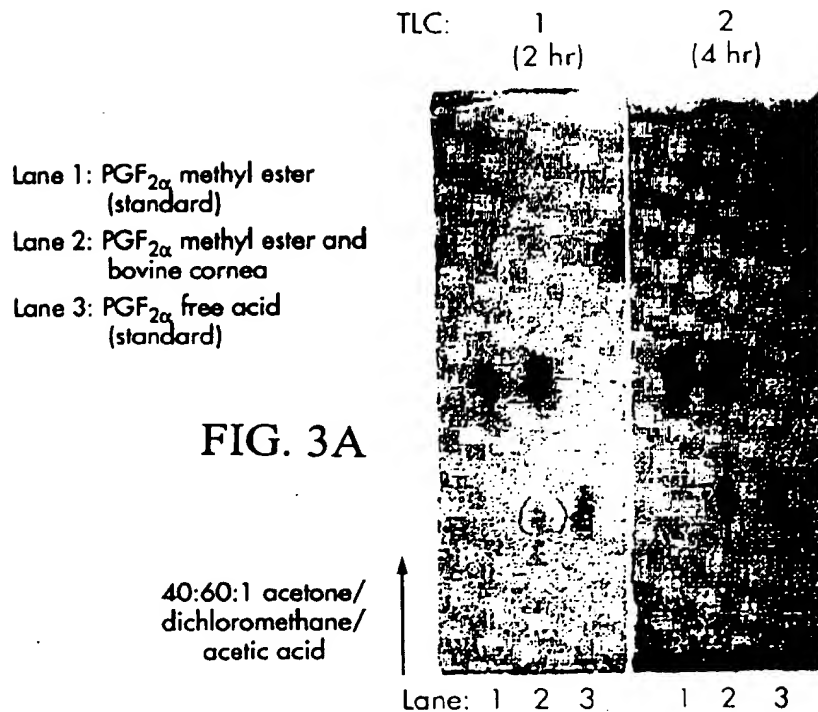 TLC: 1 2
(2 hr) (4 hr)
Lane 1: PGF2α methyl ester
(standard)
Lane 2: PGF2α methyl ester and
bovine cornea
Lane 3: PGF2α free acid
(standard)
FIG. 3A
40:60:1 acetone/
dichloromethane/
acetic acid
Lane: 1 2 3 1 2 3